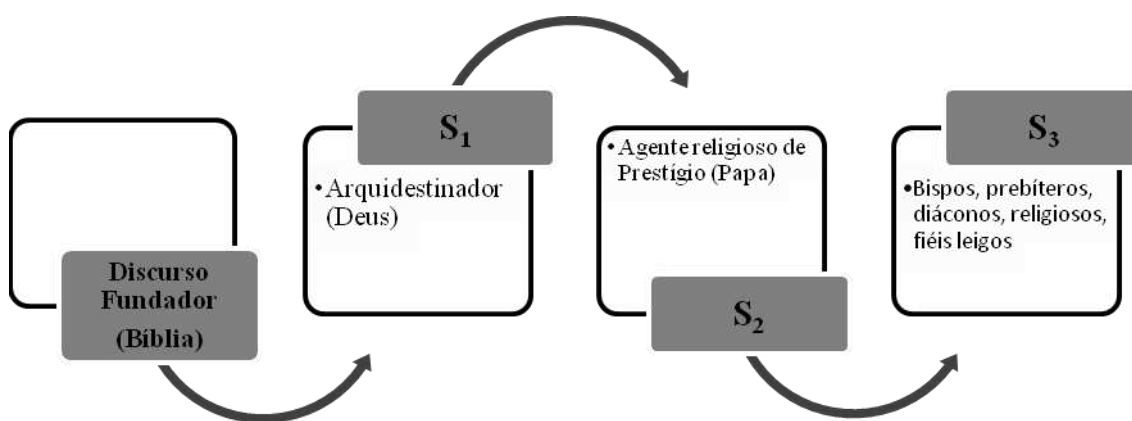 Discurso
Fundador
(Bíblia)
S₁
• Arquidestinador
(Deus)
• Agente religioso de
Prestígio (Papa)
S₂
S₃
• Bispos, prebíteros,
diáconos, religiosos,
fiéis leigos